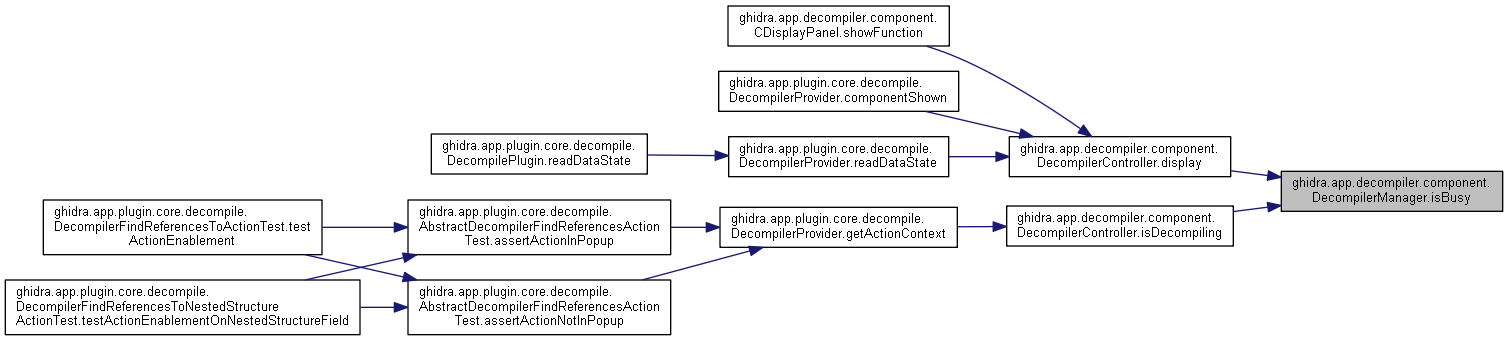 ghidra.app.decompiler.component.
CDisplayPanel.showFunction
ghidra.app.plugin.core.decompile.
DecompilerProvider.componentShown
ghidra.app.plugin.core.decompile.
DecompilePlugin.readDataState
ghidra.app.plugin.core.decompile.
DecompilerProvider.readDataState
ghidra.app.decompiler.component.
DecompilerController.display
ghidra.app.decompiler.component.
DecompilerManager.isBusy
ghidra.app.plugin.core.decompile.
DecompilerFindReferencesToActionTest.test
ActionEnablement
ghidra.app.plugin.core.decompile.
AbstractDecompilerFindReferencesAction
Test.assertActionInPopup
ghidra.app.plugin.core.decompile.
DecompilerProvider.getActionContext
ghidra.app.decompiler.component.
DecompilerController.isDecompiling
ghidra.app.plugin.core.decompile.
DecompilerFindReferencesToNestedStructure
ActionTest.testActionEnablementOnNestedStructureField
ghidra.app.plugin.core.decompile.
AbstractDecompilerFindReferencesAction
Test.assertActionNotInPopup